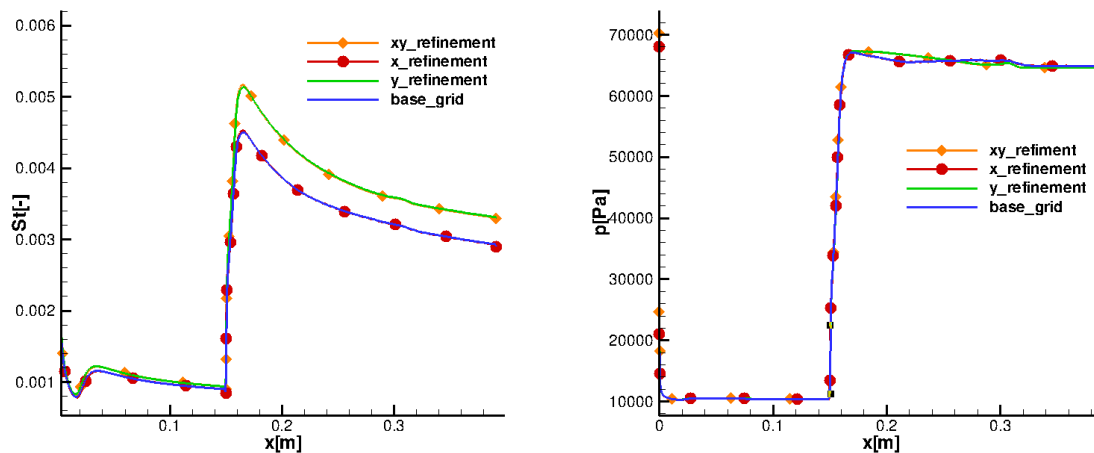 0.006
xy_refinement
x_refinement
y_refinement
base_grid
0.005
0.004
St[-]
0.003
0.002
0.001
0.1
0.2
0.3
x[m]
70000
60000
50000
xy_refiment
x_refinement
y_refinement
base_grid
40000
p[Pa]
30000
20000
10000
0
0.1
0.2
0.3
x[m]